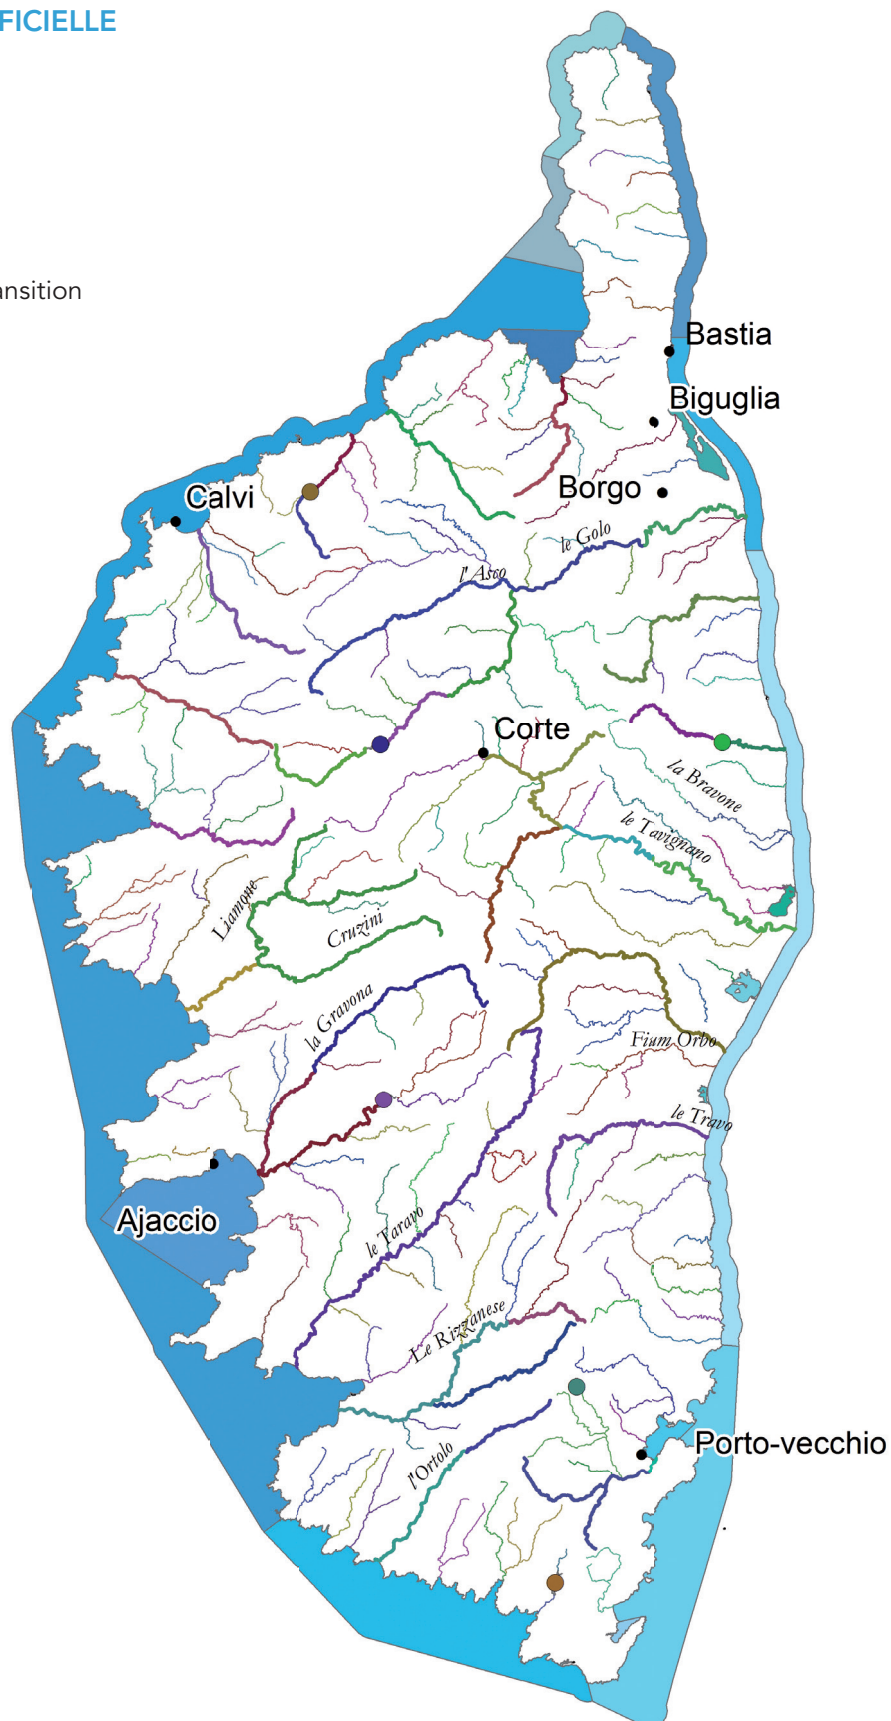 FICIELLE
ansition
Bastia
Biguglia
Borgo
Calvi
le Golo
l'Asco
Corte
la Bravone
le Tavignano
Liamone
Cruzini
la Gravona
Fium Orbo
le Travo
Ajaccio
le Taravo
Le Rizzanese
Porto-vecchio
l'Ortolo